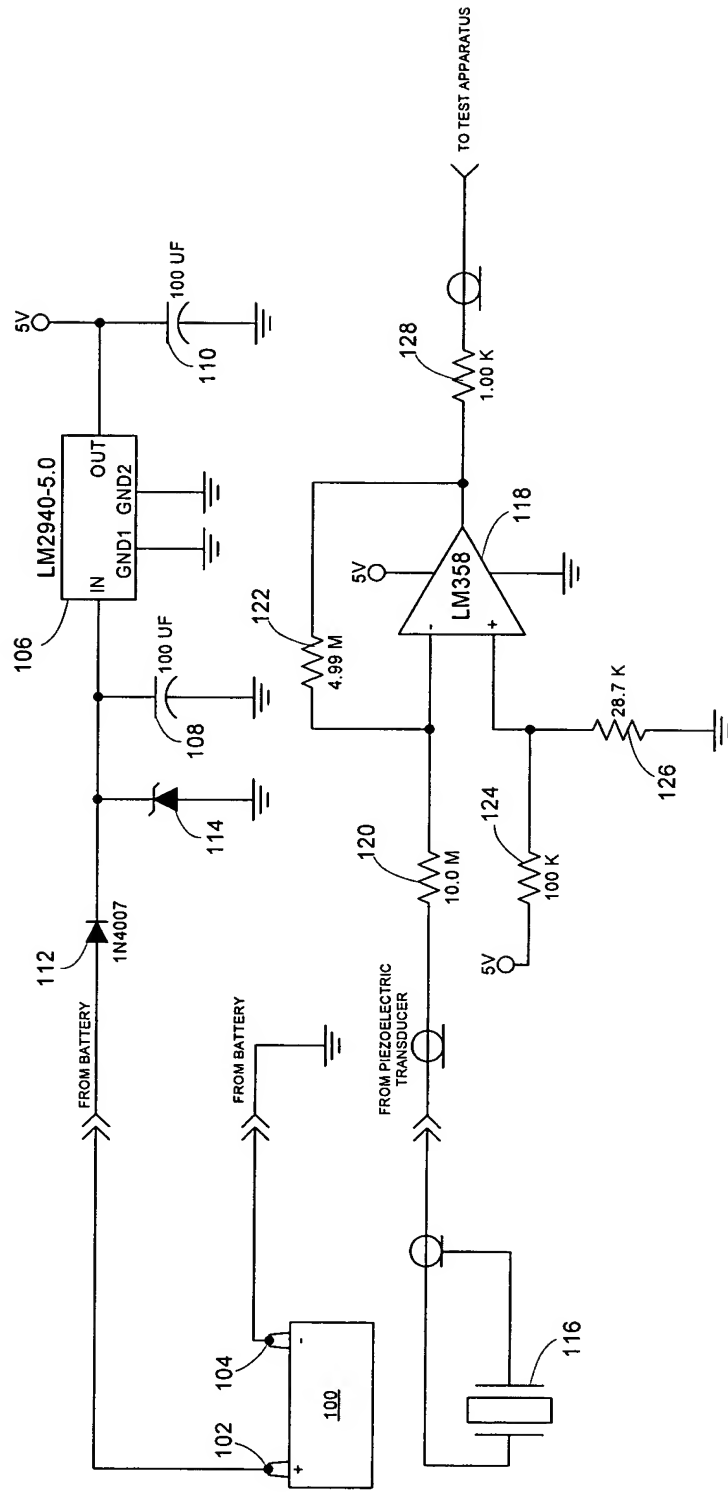 FROM BATTERY
112
1N4007
114
108
100 UF
106
LM2940-5.0
IN
OUT
GND1
GND2
5V
110
100 UF
102
+
104
-
100
FROM BATTERY
116
FROM PIEZOELECTRIC
TRANSDUCER
120
10.0 M
122
4.99 M
5V
-
+
LM358
118
5V
124
100 K
126
28.7 K
128
1.00 K
TO TEST APPARATUS